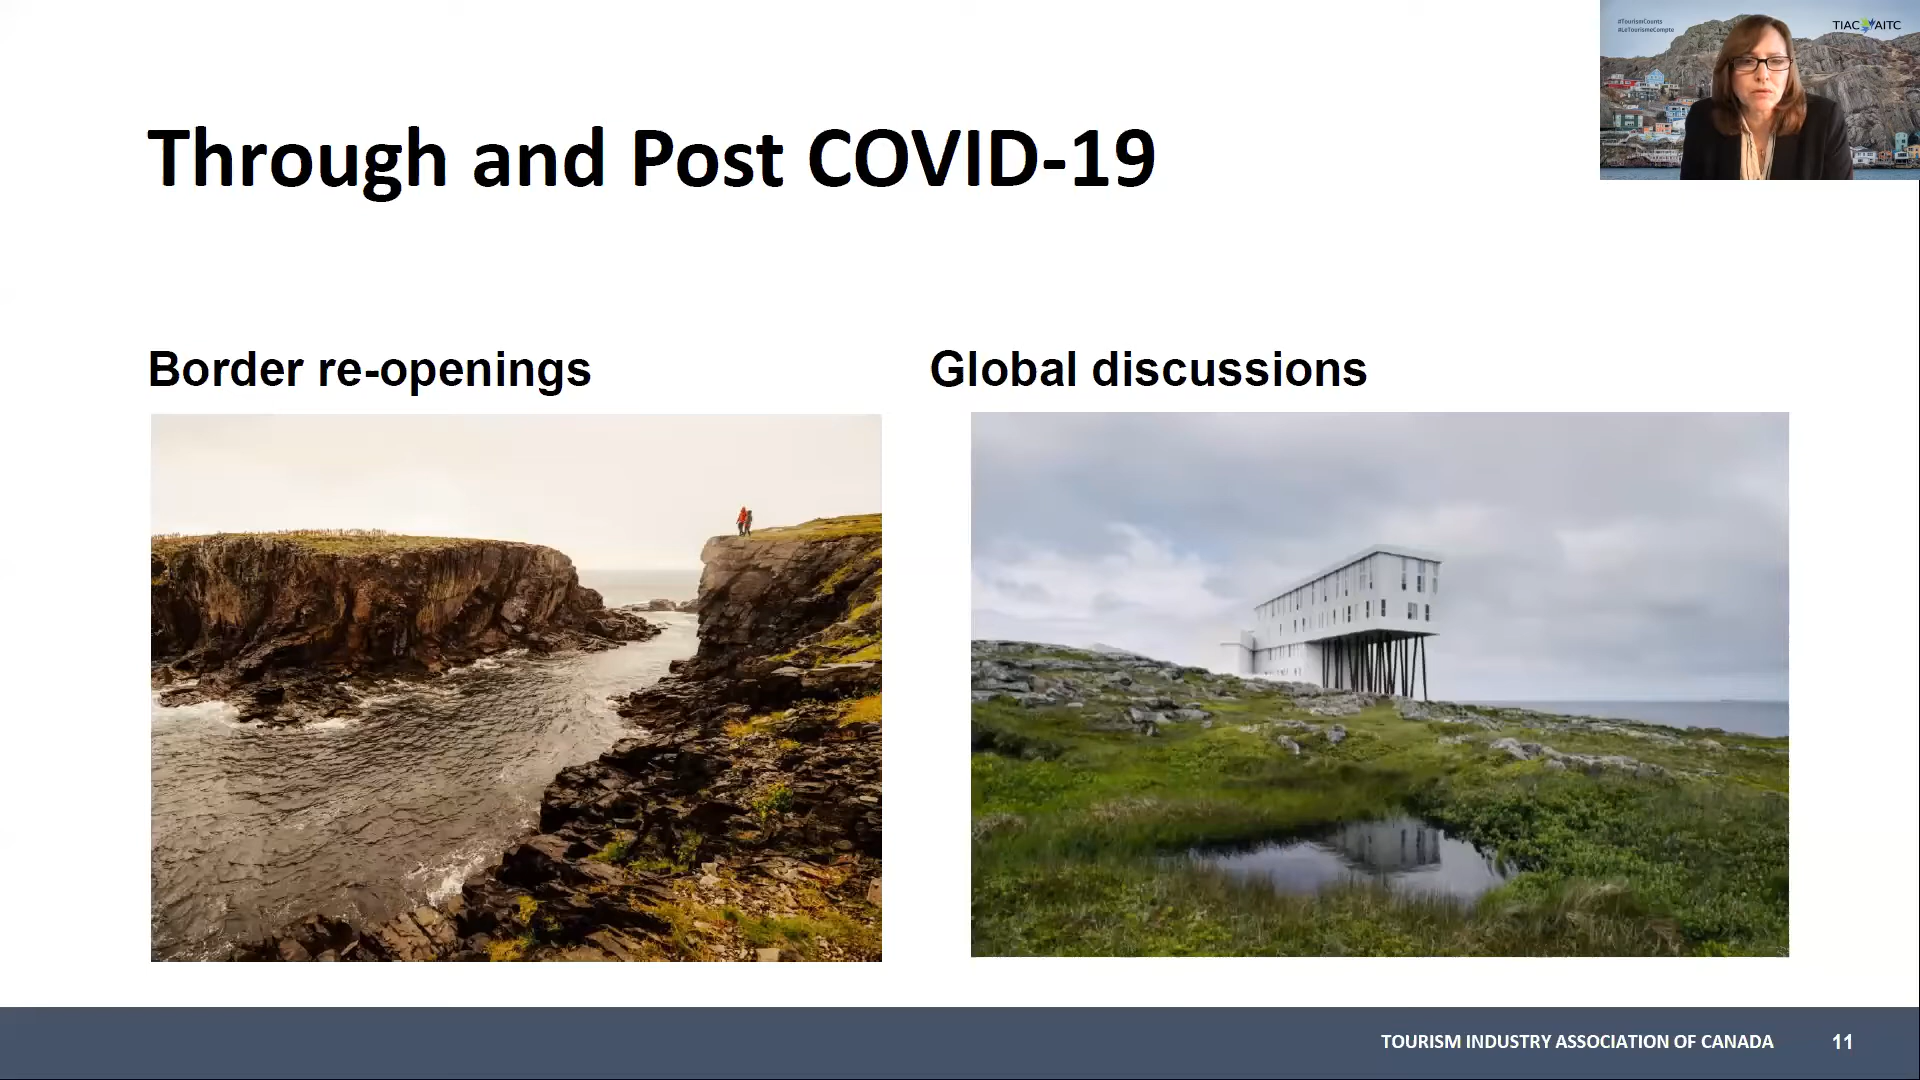 #TourismCounts
#LeTourismeCompte
TIAC AITC
Through and Post COVID-19
Border re-openings
Global discussions
TOURISM INDUSTRY ASSOCIATION OF CANADA
11